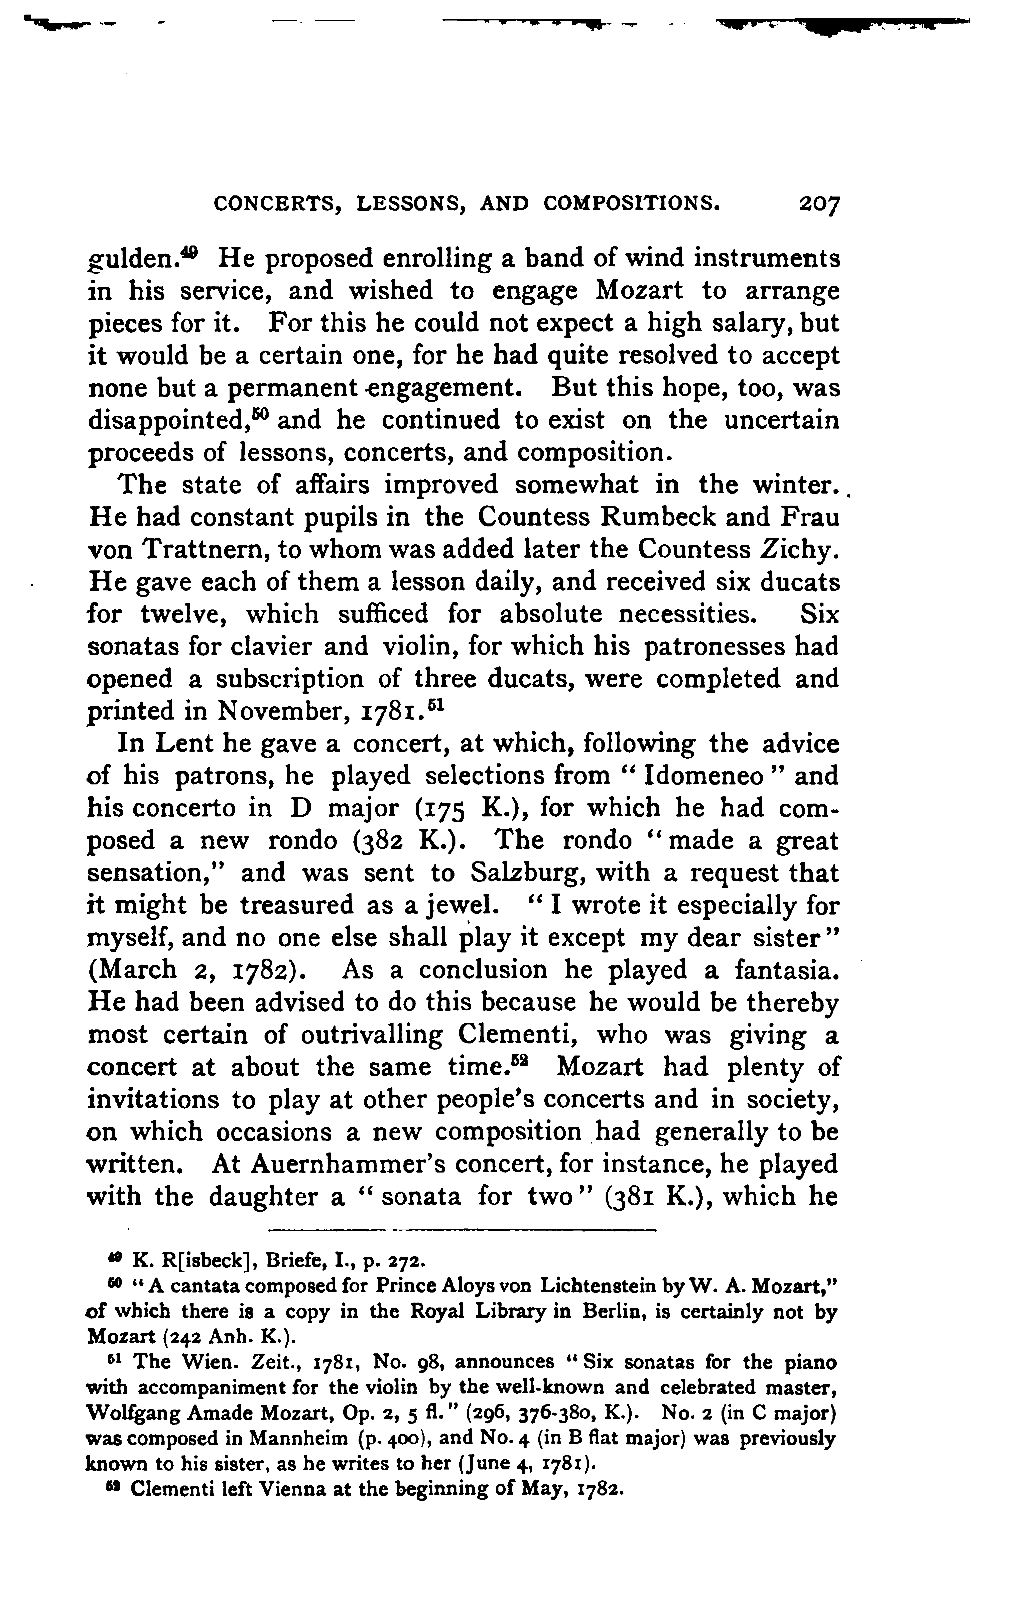 CONCERTS, LESSONS, AND COMPOSITIONS. 207
gulden.⁴⁹ He proposed enrolling a band of wind instruments
in his service, and wished to engage Mozart to arrange
pieces for it. For this he could not expect a high salary, but
it would be a certain one, for he had quite resolved to accept
none but a permanent engagement. But this hope, too, was
disappointed,⁵⁰ and he continued to exist on the uncertain
proceeds of lessons, concerts, and composition.
The state of affairs improved somewhat in the winter.
He had constant pupils in the Countess Rumbeck and Frau
von Trattnern, to whom was added later the Countess Zichy.
He gave each of them a lesson daily, and received six ducats
for twelve, which sufficed for absolute necessities. Six
sonatas for clavier and violin, for which his patronesses had
opened a subscription of three ducats, were completed and
printed in November, 1781.⁵¹
In Lent he gave a concert, at which, following the advice
of his patrons, he played selections from " Idomeneo " and
his concerto in D major (175 K.), for which he had com-
posed a new rondo (382 K.). The rondo " made a great
sensation," and was sent to Salzburg, with a request that
it might be treasured as a jewel. " I wrote it especially for
myself, and no one else shall play it except my dear sister "
(March 2, 1782). As a conclusion he played a fantasia.
He had been advised to do this because he would be thereby
most certain of outrivalling Clementi, who was giving a
concert at about the same time.⁵² Mozart had plenty of
invitations to play at other people's concerts and in society,
on which occasions a new composition had generally to be
written. At Auernhammer's concert, for instance, he played
with the daughter a " sonata for two " (381 K.), which he
⁴⁹ K. R[isbeck], Briefe, I., p. 272.
⁵⁰ " A cantata composed for Prince Aloys von Lichtenstein by W. A. Mozart,"
of which there is a copy in the Royal Library in Berlin, is certainly not by
Mozart (242 Anh. K.).
⁵¹ The Wien. Zeit., 1781, No. 98, announces " Six sonatas for the piano
with accompaniment for the violin by the well-known and celebrated master,
Wolfgang Amade Mozart, Op. 2, 5 fl." (296, 376-380, K.). No. 2 (in C major)
was composed in Mannheim (p. 400), and No. 4 (in B flat major) was previously
known to his sister, as he writes to her (June 4, 1781).
⁵² Clementi left Vienna at the beginning of May, 1782.